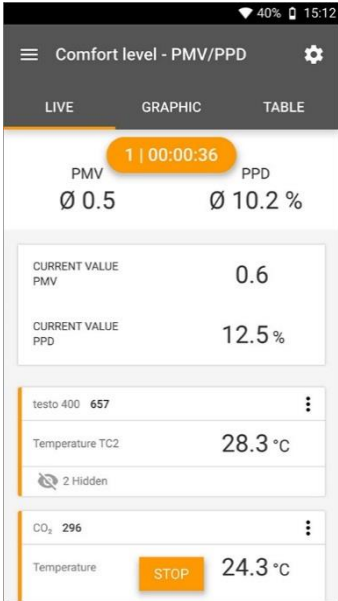 40% 15:12
Comfort level - PMV/PPD
LIVE GRAPHIC TABLE
1 | 00:00:36
PMV PPD
Ø 0.5 Ø 10.2 %
CURRENT VALUE
PMV
0.6
CURRENT VALUE
PPD
12.5 %
testo 400 657
Temperature TC2 28.3 °C
2 Hidden
CO₂ 296
Temperature STOP 24.3 °C